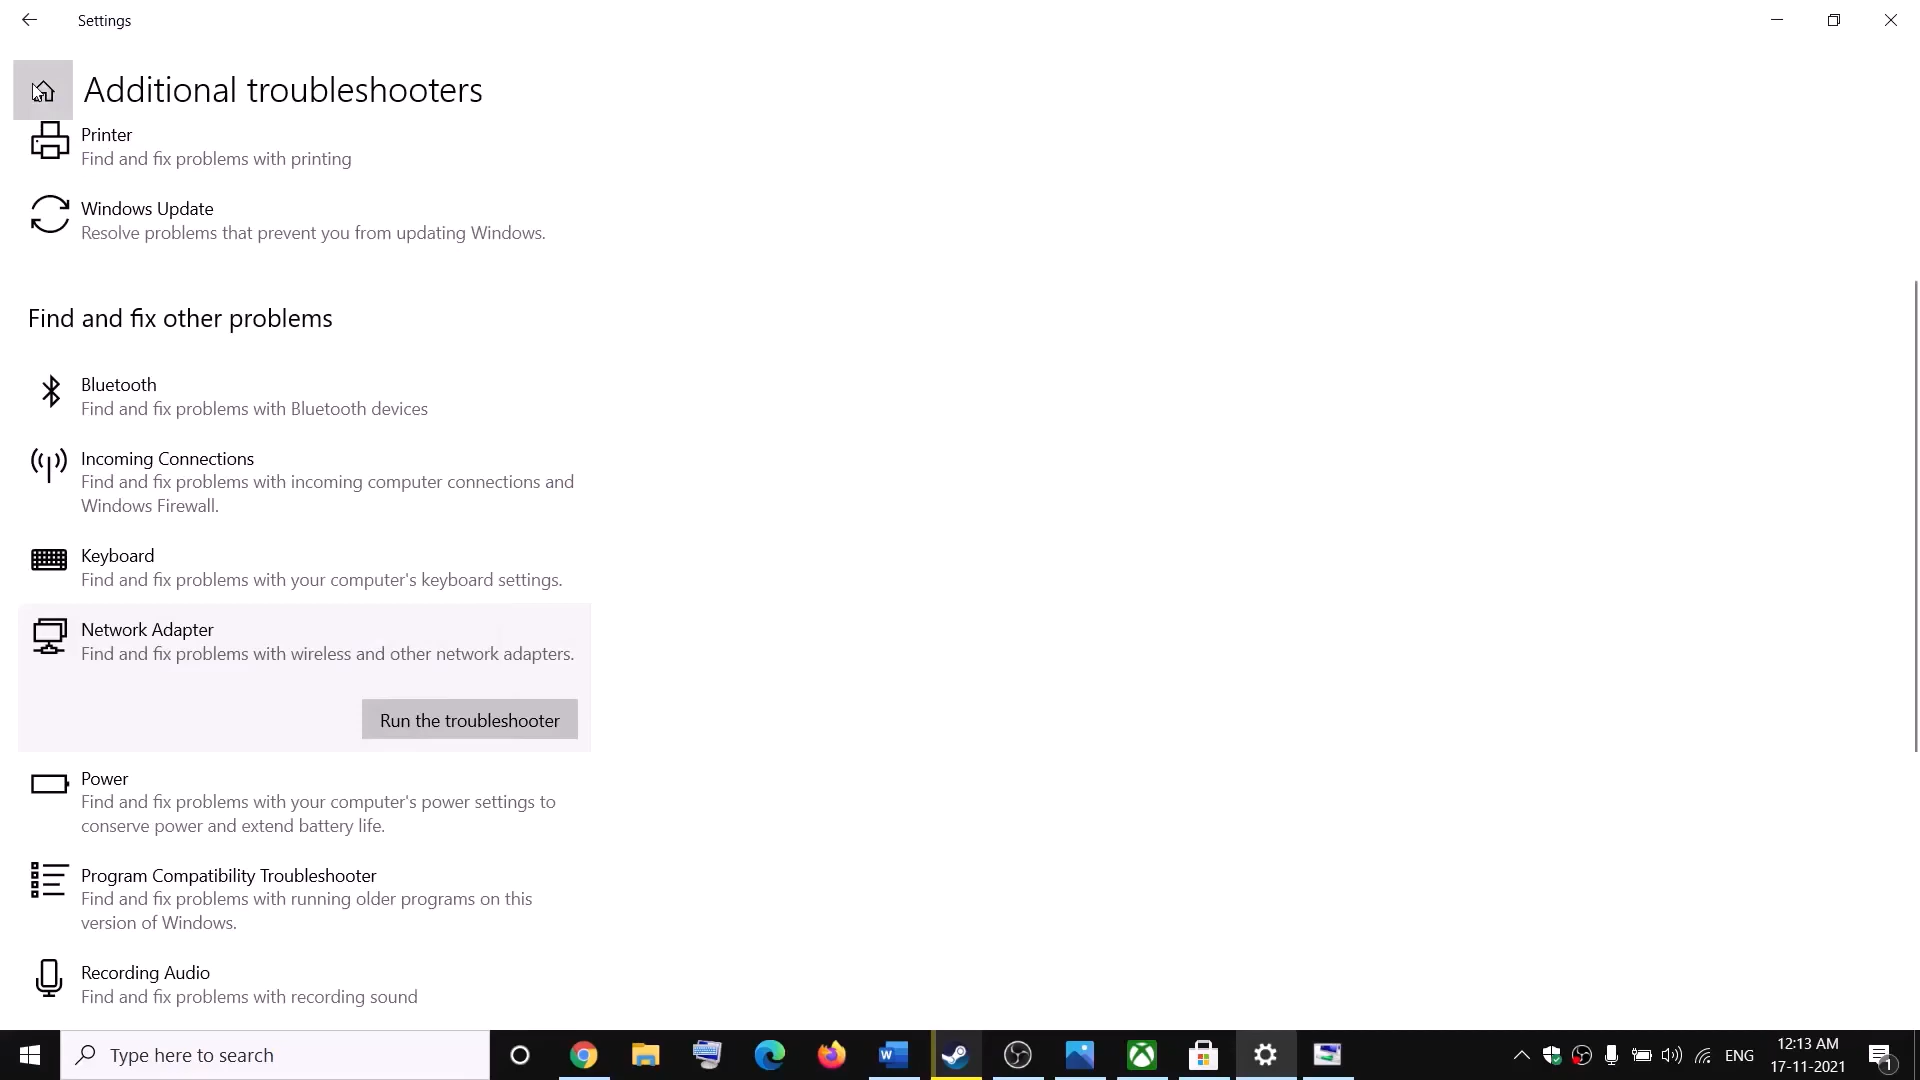 Settings
Additional troubleshooters
Printer
Find and fix problems with printing
Windows Update
Resolve problems that prevent you from updating Windows.
Find and fix other problems
Bluetooth
Find and fix problems with Bluetooth devices
Incoming Connections
Find and fix problems with incoming computer connections and
Windows Firewall.
Keyboard
Find and fix problems with your computer's keyboard settings.
Network Adapter
Find and fix problems with wireless and other network adapters.
Run the troubleshooter
Power
Find and fix problems with your computer's power settings to
conserve power and extend battery life.
Program Compatibility Troubleshooter
Find and fix problems with running older programs on this
version of Windows.
Recording Audio
Find and fix problems with recording sound
Type here to search
ENG
12:13 AM
17-11-2021
1